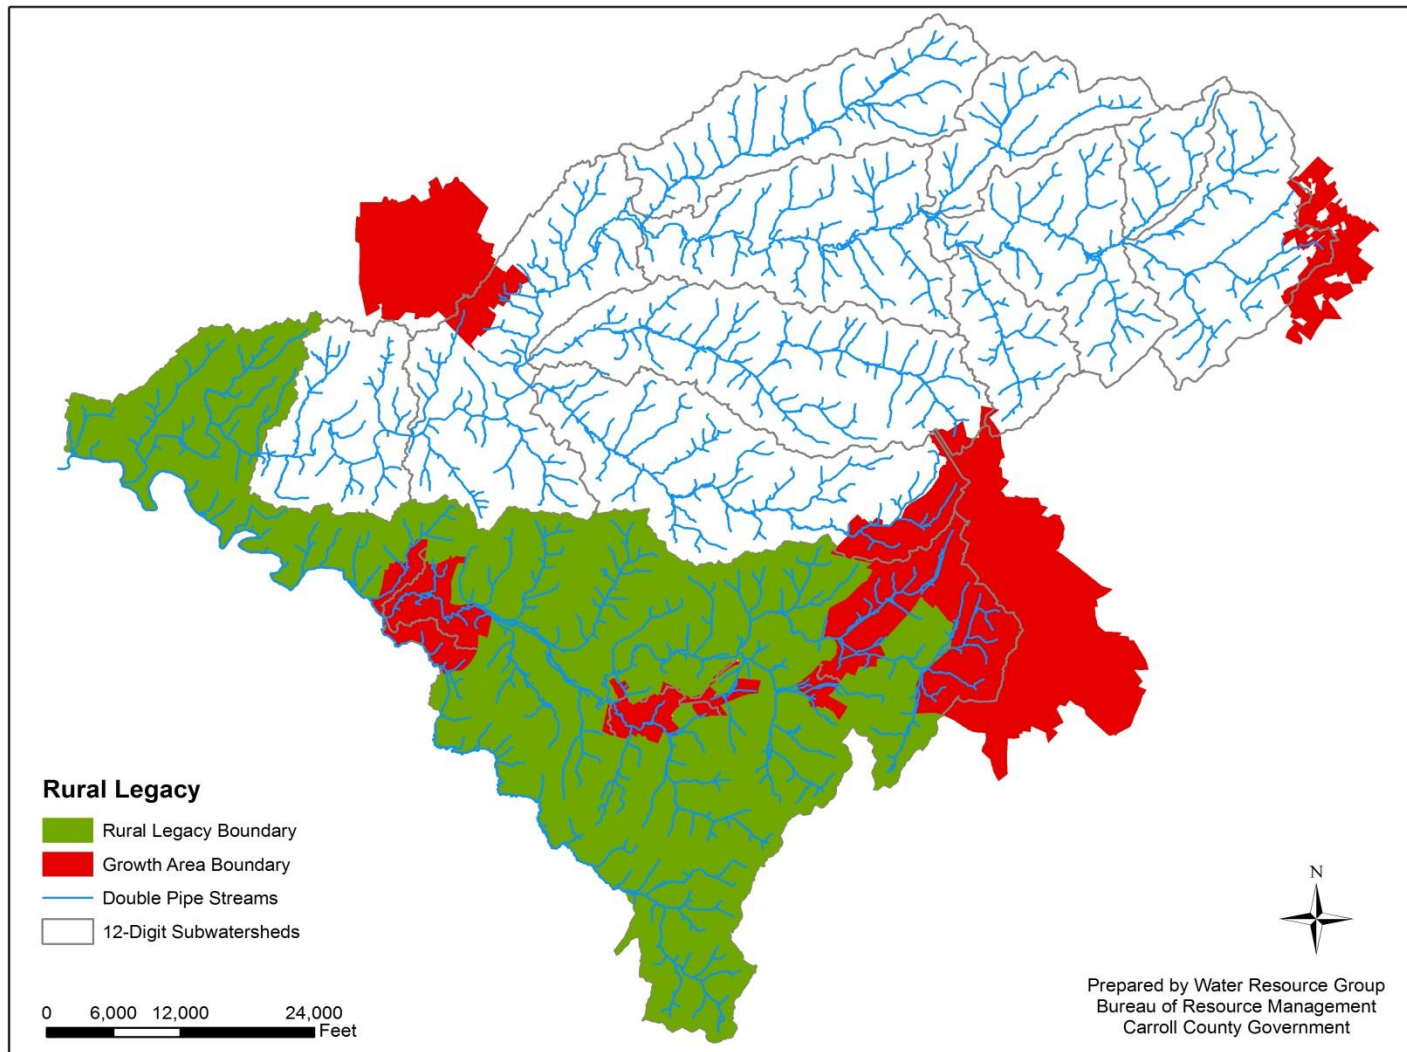 Rural Legacy
Rural Legacy Boundary
Growth Area Boundary
Double Pipe Streams
12-Digit Subwatersheds
0 6,000 12,000 24,000
Feet
N
Prepared by Water Resource Group
Bureau of Resource Management
Carroll County Government